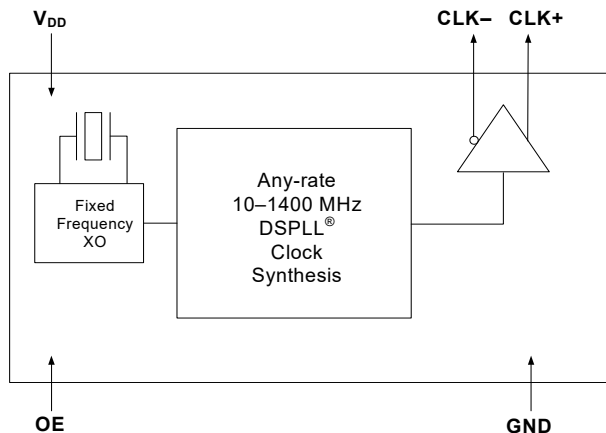 VDD
CLK–
CLK+
Fixed
Frequency
XO
Any-rate
10–1400 MHz
DSPLL®
Clock
Synthesis
OE
GND